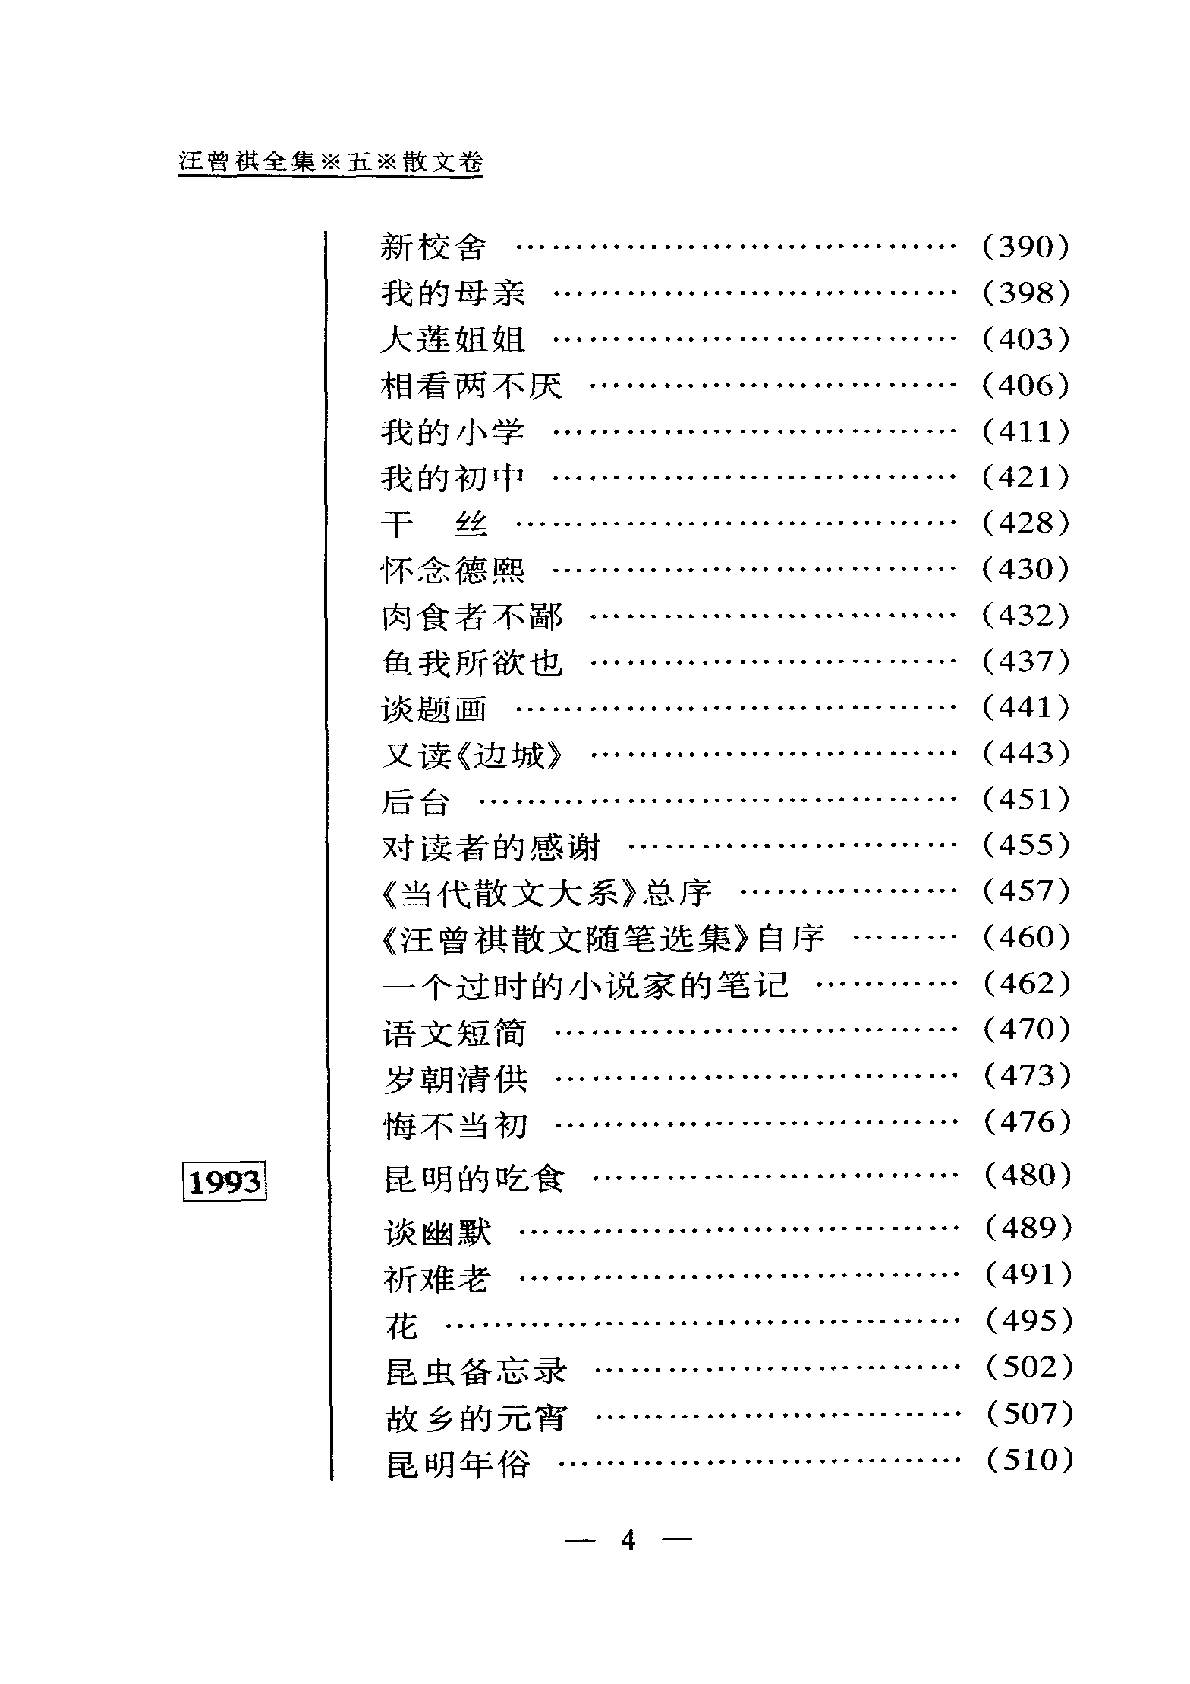 汪曾祺全集※五※散文卷
新校舍 ………………………………… (390)
我的母亲 ……………………………… (398)
大莲姐姐 ……………………………… (403)
相看两不厌 …………………………… (406)
我的小学 ……………………………… (411)
我的初中 ……………………………… (421)
干　丝 ………………………………… (428)
怀念德熙 ……………………………… (430)
肉食者不鄙 …………………………… (432)
鱼我所欲也 …………………………… (437)
谈题画 ………………………………… (441)
又读《边城》 …………………………… (443)
后台 …………………………………… (451)
对读者的感谢 ………………………… (455)
《当代散文大系》总序 ……………… (457)
《汪曾祺散文随笔选集》自序 ……… (460)
一个过时的小说家的笔记 ………… (462)
语文短简 ……………………………… (470)
岁朝清供 ……………………………… (473)
悔不当初 ……………………………… (476)
1993 昆明的吃食 …………………………… (480)
谈幽默 ………………………………… (489)
祈难老 ………………………………… (491)
花 ……………………………………… (495)
昆虫备忘录 …………………………… (502)
故乡的元宵 …………………………… (507)
昆明年俗 ……………………………… (510)
— 4 —